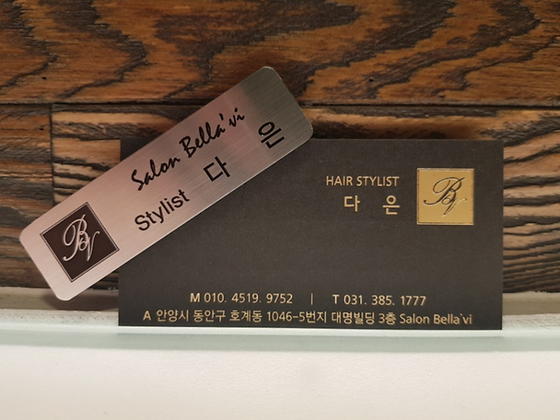 Salon Bella'vi
Stylist 다 은
BV
HAIR STYLIST
다 은
BV
M 010. 4519. 9752 | T 031. 385. 1777
A 안양시 동안구 호계동 1046-5번지 대명빌딩 3층 Salon Bella'vi